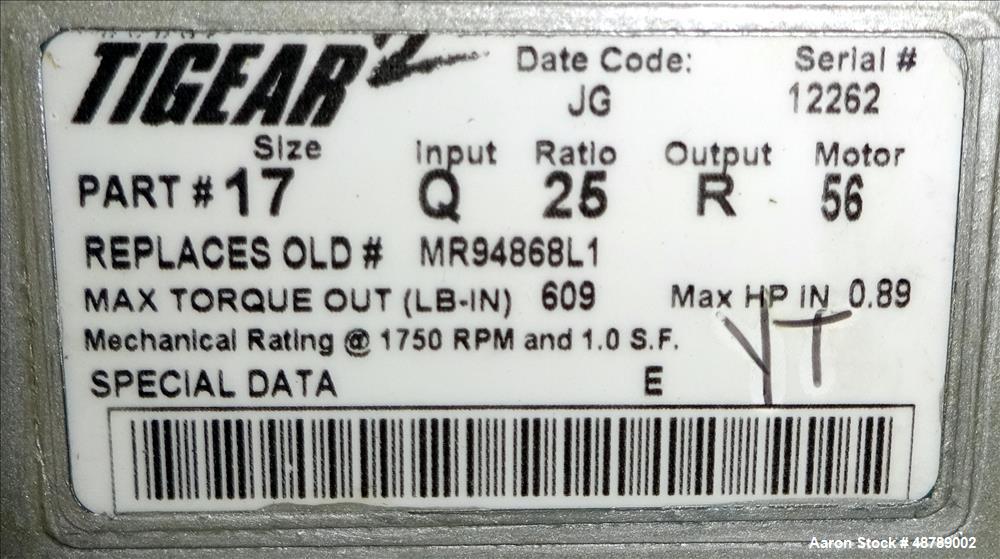 TIGEAR'2 Date Code: Serial #
JG 12262
Size Input Ratio Output Motor
PART # 17 Q 25 R 56
REPLACES OLD # MR94868L1
MAX TORQUE OUT (LB-IN) 609 Max HP IN 0.89
Mechanical Rating @ 1750 RPM and 1.0 S.F.
YT
SPECIAL DATA E
Aaron Stock # 48789002